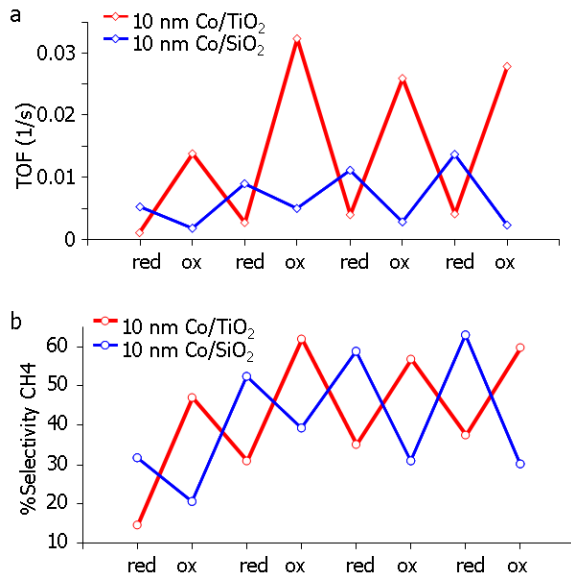 a
10 nm Co/TiO₂
10 nm Co/SiO₂
TOF (1/s)
0.03
0.02
0.01
0
red ox red ox red ox red ox
b
10 nm Co/TiO₂
10 nm Co/SiO₂
%Selectivity CH4
60
50
40
30
20
10
red ox red ox red ox red ox